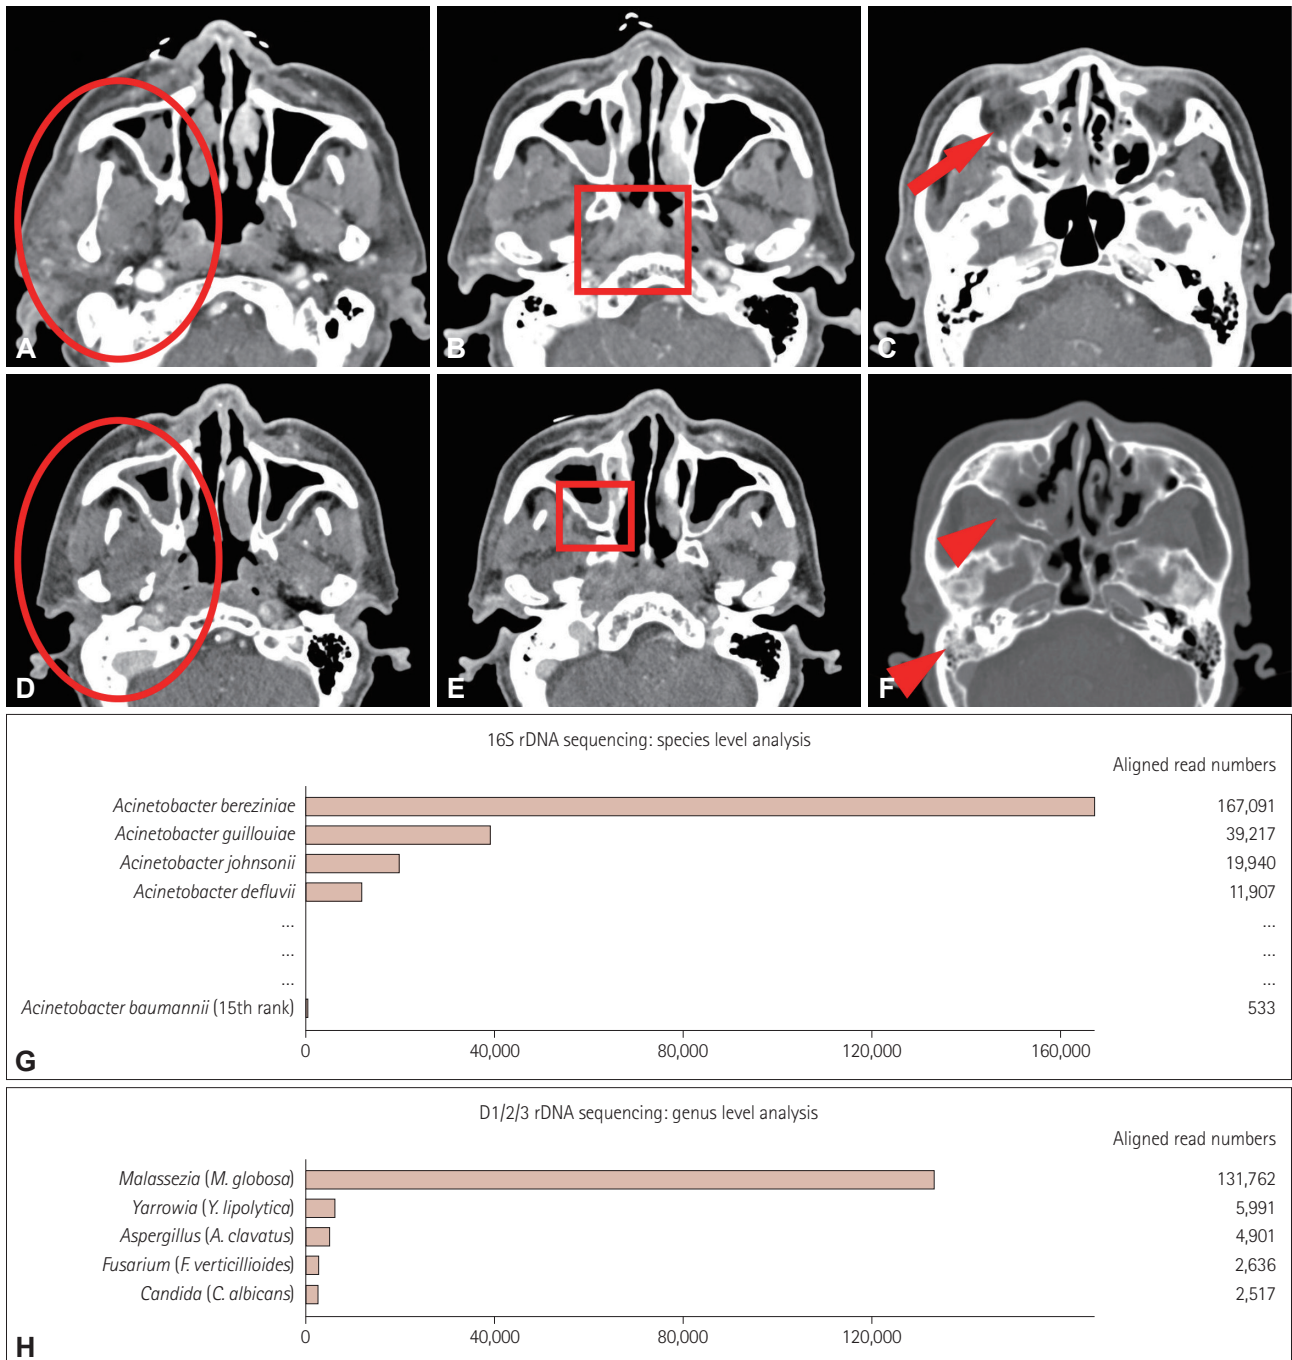 A
B
C
D
E
F
16S rDNA sequencing: species level analysis
Aligned read numbers
Acinetobacter bereziniae 167,091
Acinetobacter guillouiae 39,217
Acinetobacter johnsonii 19,940
Acinetobacter defluvii 11,907
... ...
... ...
... ...
Acinetobacter baumannii (15th rank) 533
0 40,000 80,000 120,000 160,000
G
D1/2/3 rDNA sequencing: genus level analysis
Aligned read numbers
Malassezia (M. globosa) 131,762
Yarrowia (Y. lipolytica) 5,991
Aspergillus (A. clavatus) 4,901
Fusarium (F. verticillioides) 2,636
Candida (C. albicans) 2,517
0 40,000 80,000 120,000
H